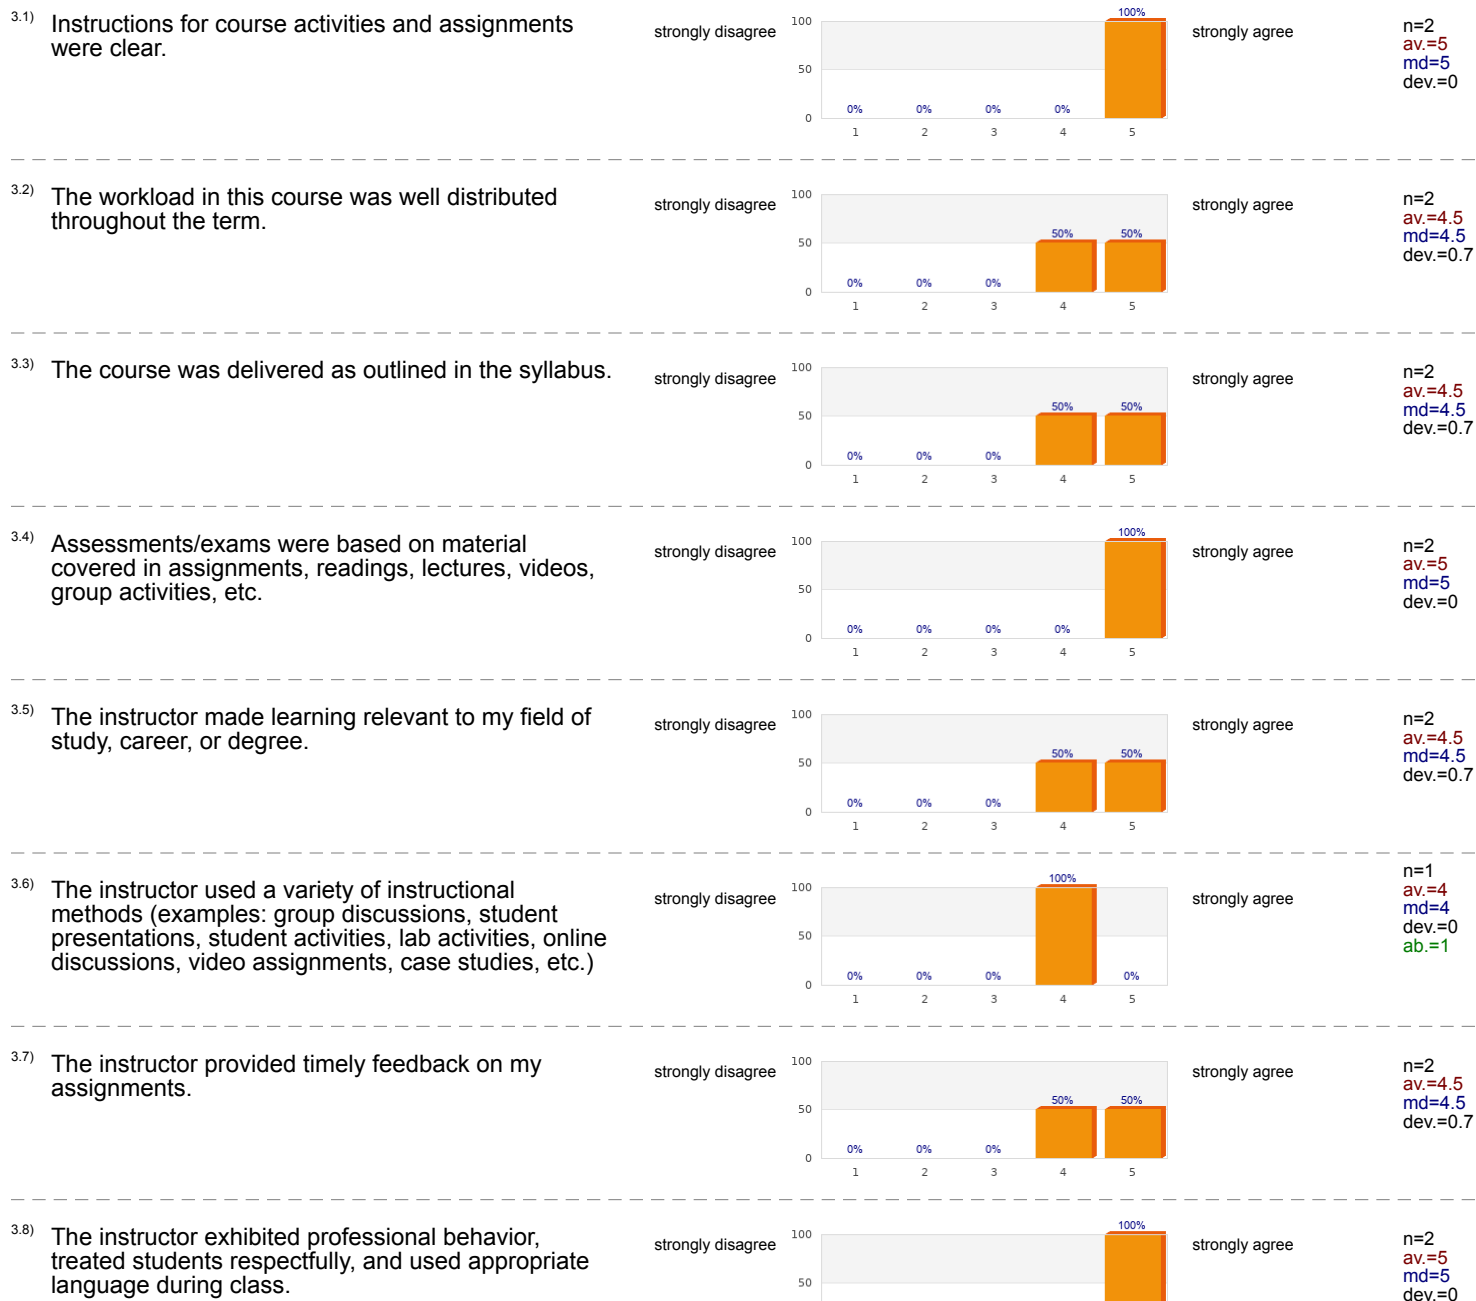 3.1) Instructions for course activities and assignments
were clear.
strongly disagree
100
50
0
0%
0%
0%
0%
100%
1
2
3
4
5
strongly agree
n=2
av.=5
md=5
dev.=0
3.2) The workload in this course was well distributed
throughout the term.
strongly disagree
100
50
0
0%
0%
0%
50%
50%
1
2
3
4
5
strongly agree
n=2
av.=4.5
md=4.5
dev.=0.7
3.3) The course was delivered as outlined in the syllabus.
strongly disagree
100
50
0
0%
0%
0%
50%
50%
1
2
3
4
5
strongly agree
n=2
av.=4.5
md=4.5
dev.=0.7
3.4) Assessments/exams were based on material
covered in assignments, readings, lectures, videos,
group activities, etc.
strongly disagree
100
50
0
0%
0%
0%
0%
100%
1
2
3
4
5
strongly agree
n=2
av.=5
md=5
dev.=0
3.5) The instructor made learning relevant to my field of
study, career, or degree.
strongly disagree
100
50
0
0%
0%
0%
50%
50%
1
2
3
4
5
strongly agree
n=2
av.=4.5
md=4.5
dev.=0.7
3.6) The instructor used a variety of instructional
methods (examples: group discussions, student
presentations, student activities, lab activities, online
discussions, video assignments, case studies, etc.)
strongly disagree
100
50
0
0%
0%
0%
100%
0%
1
2
3
4
5
strongly agree
n=1
av.=4
md=4
dev.=0
ab.=1
3.7) The instructor provided timely feedback on my
assignments.
strongly disagree
100
50
0
0%
0%
0%
50%
50%
1
2
3
4
5
strongly agree
n=2
av.=4.5
md=4.5
dev.=0.7
3.8) The instructor exhibited professional behavior,
treated students respectfully, and used appropriate
language during class.
strongly disagree
100
50
100%
strongly agree
n=2
av.=5
md=5
dev.=0